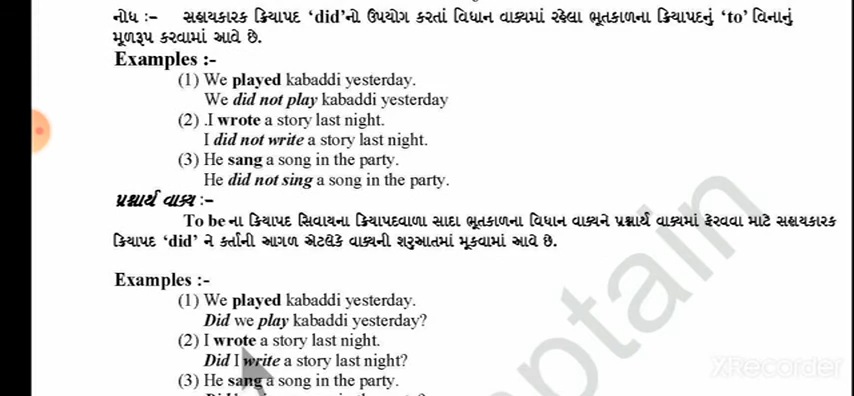 નોધ :- સહાયકારક ક્રિયાપદ ‘did’નો ઉપયોગ કરતાં વિધાન વાક્યમાં રહેલા ભૂતકાળના ક્રિયાપદનું ‘to’ વિનાનું
મૂળરૂપ કરવામાં આવે છે.
Examples :-
(1) We played kabaddi yesterday.
We did not play kabaddi yesterday
(2) .I wrote a story last night.
I did not write a story last night.
(3) He sang a song in the party.
He did not sing a song in the party.
પ્રશ્નાર્થ વાક્ય :-
To beના ક્રિયાપદ સિવાયના ક્રિયાપદવાળા સાદા ભૂતકાળના વિધાન વાક્યને પ્રશ્નાર્થ વાક્યમાં ફેરવવા માટે સહાયકારક
ક્રિયાપદ ‘did’ ને કર્તાની આગળ એટલેકે વાક્યની શરુઆતમાં મૂકવામાં આવે છે.
Examples :-
(1) We played kabaddi yesterday.
Did we play kabaddi yesterday?
(2) I wrote a story last night.
Did I write a story last night?
(3) He sang a song in the party.
XRecorder